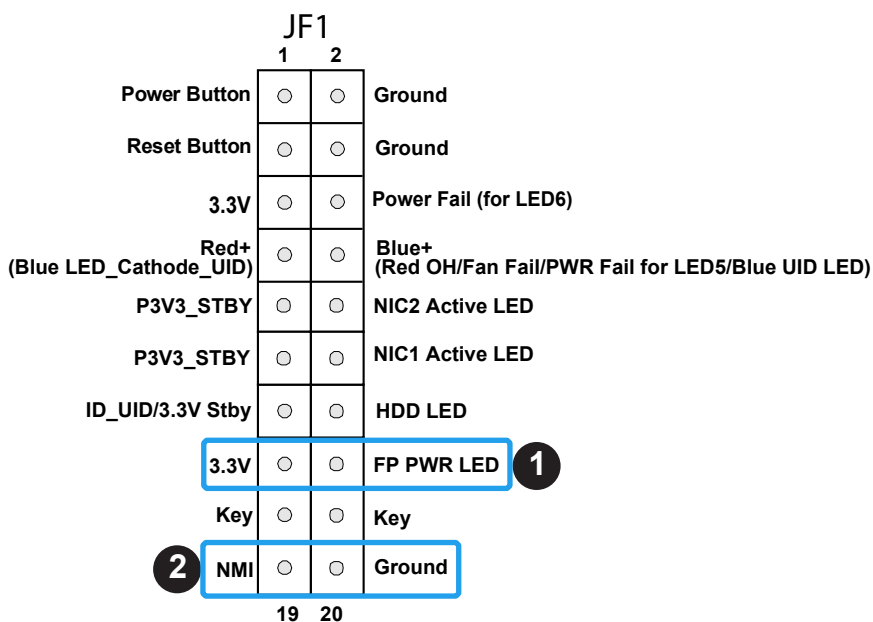 JF1
1 2
Power Button Ground
Reset Button Ground
3.3V Power Fail (for LED6)
Red+ Blue+
(Blue LED_Cathode_UID) (Red OH/Fan Fail/PWR Fail for LED5/Blue UID LED)
P3V3_STBY NIC2 Active LED
P3V3_STBY NIC1 Active LED
ID_UID/3.3V Stby HDD LED
3.3V FP PWR LED 1
Key Key
2 NMI Ground
19 20